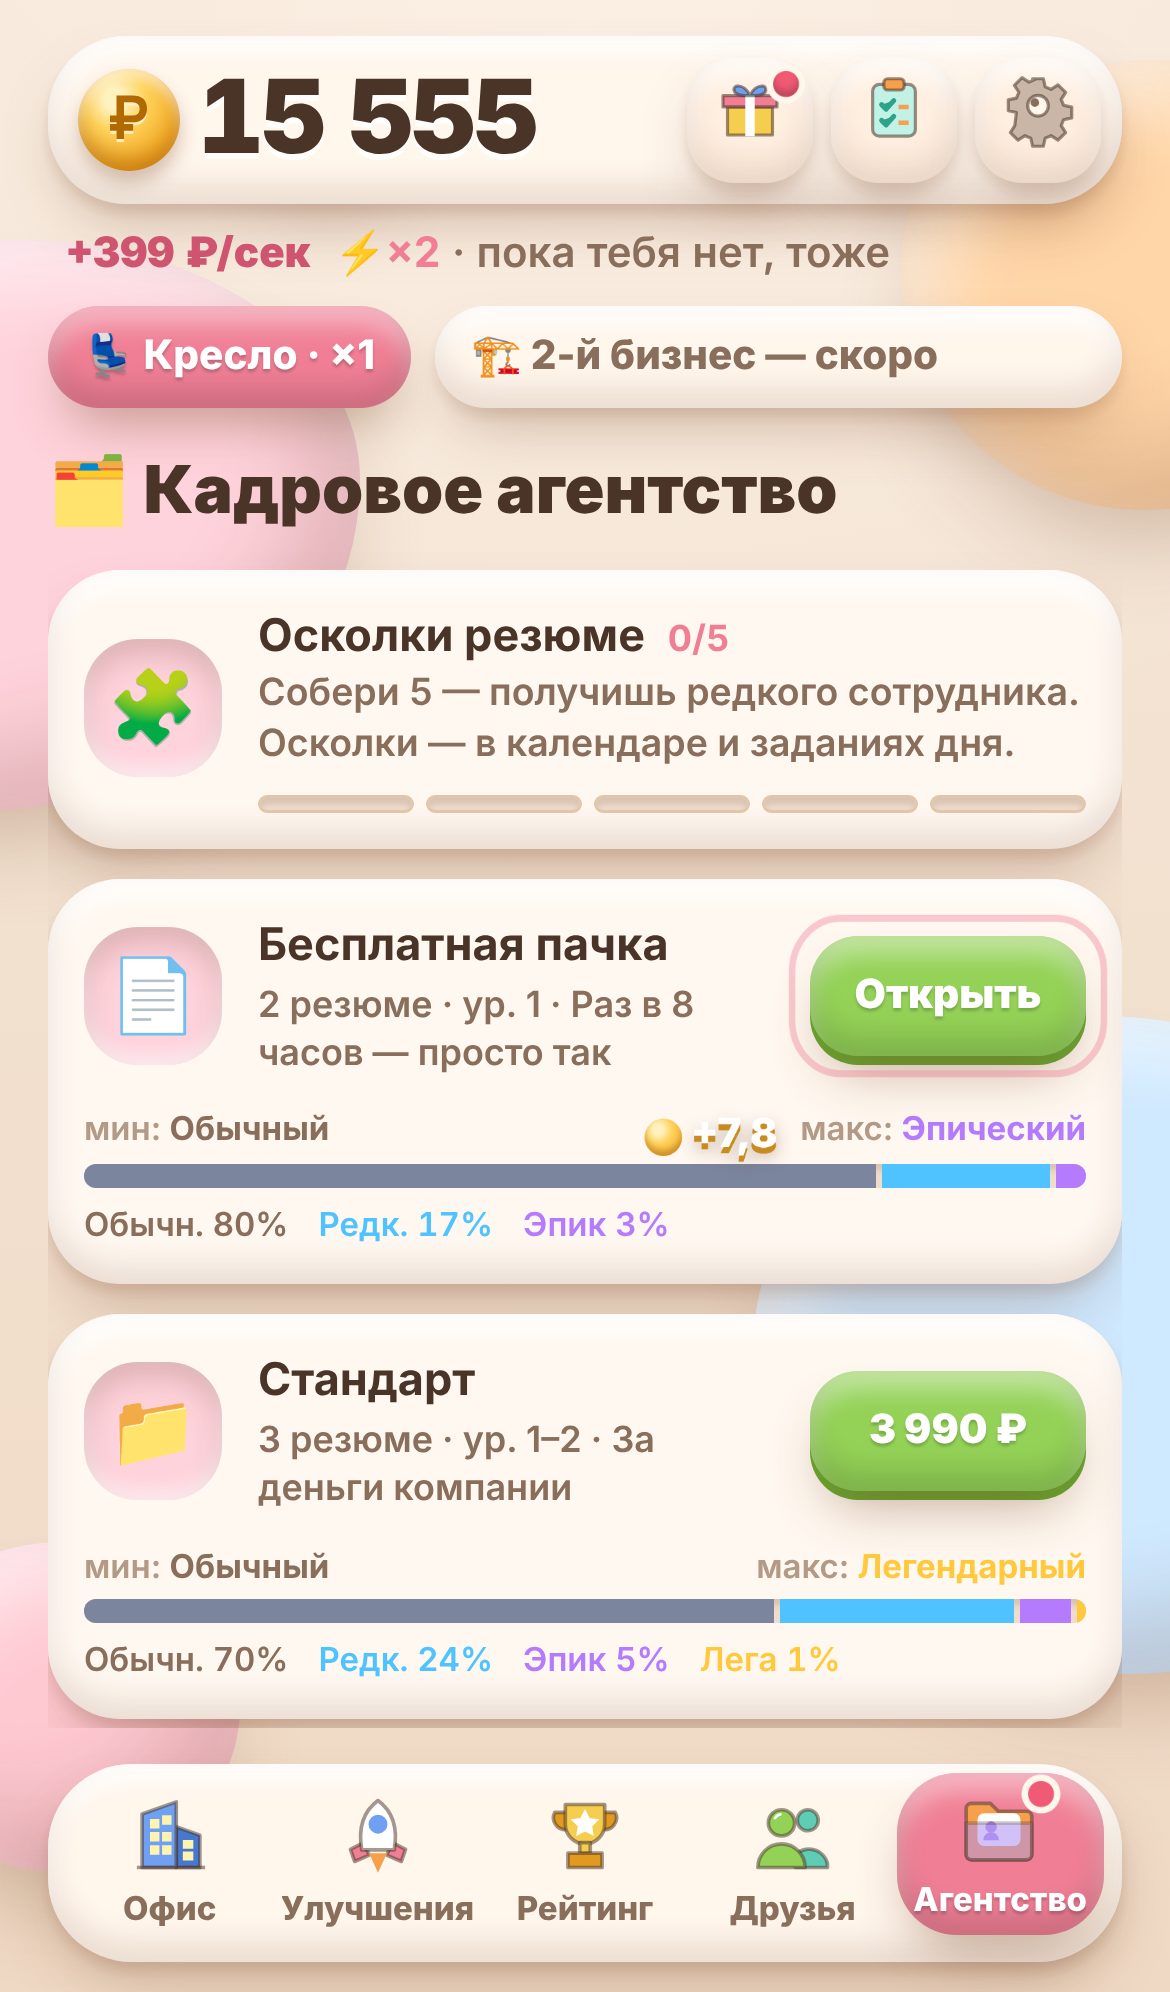 ₽ 15 555
+399 ₽/сек ⚡×2 · пока тебя нет, тоже
Кресло · ×1
2-й бизнес — скоро
Кадровое агентство
Осколки резюме 0/5
Собери 5 — получишь редкого сотрудника.
Осколки — в календаре и заданиях дня.
Бесплатная пачка
2 резюме · ур. 1 · Раз в 8
часов — просто так
Открыть
мин: Обычный
+7,8
макс: Эпический
Обычн. 80% Редк. 17% Эпик 3%
Стандарт
3 резюме · ур. 1–2 · За
деньги компании
3 990 ₽
мин: Обычный
макс: Легендарный
Обычн. 70% Редк. 24% Эпик 5% Лега 1%
Офис
Улучшения
Рейтинг
Друзья
Агентство